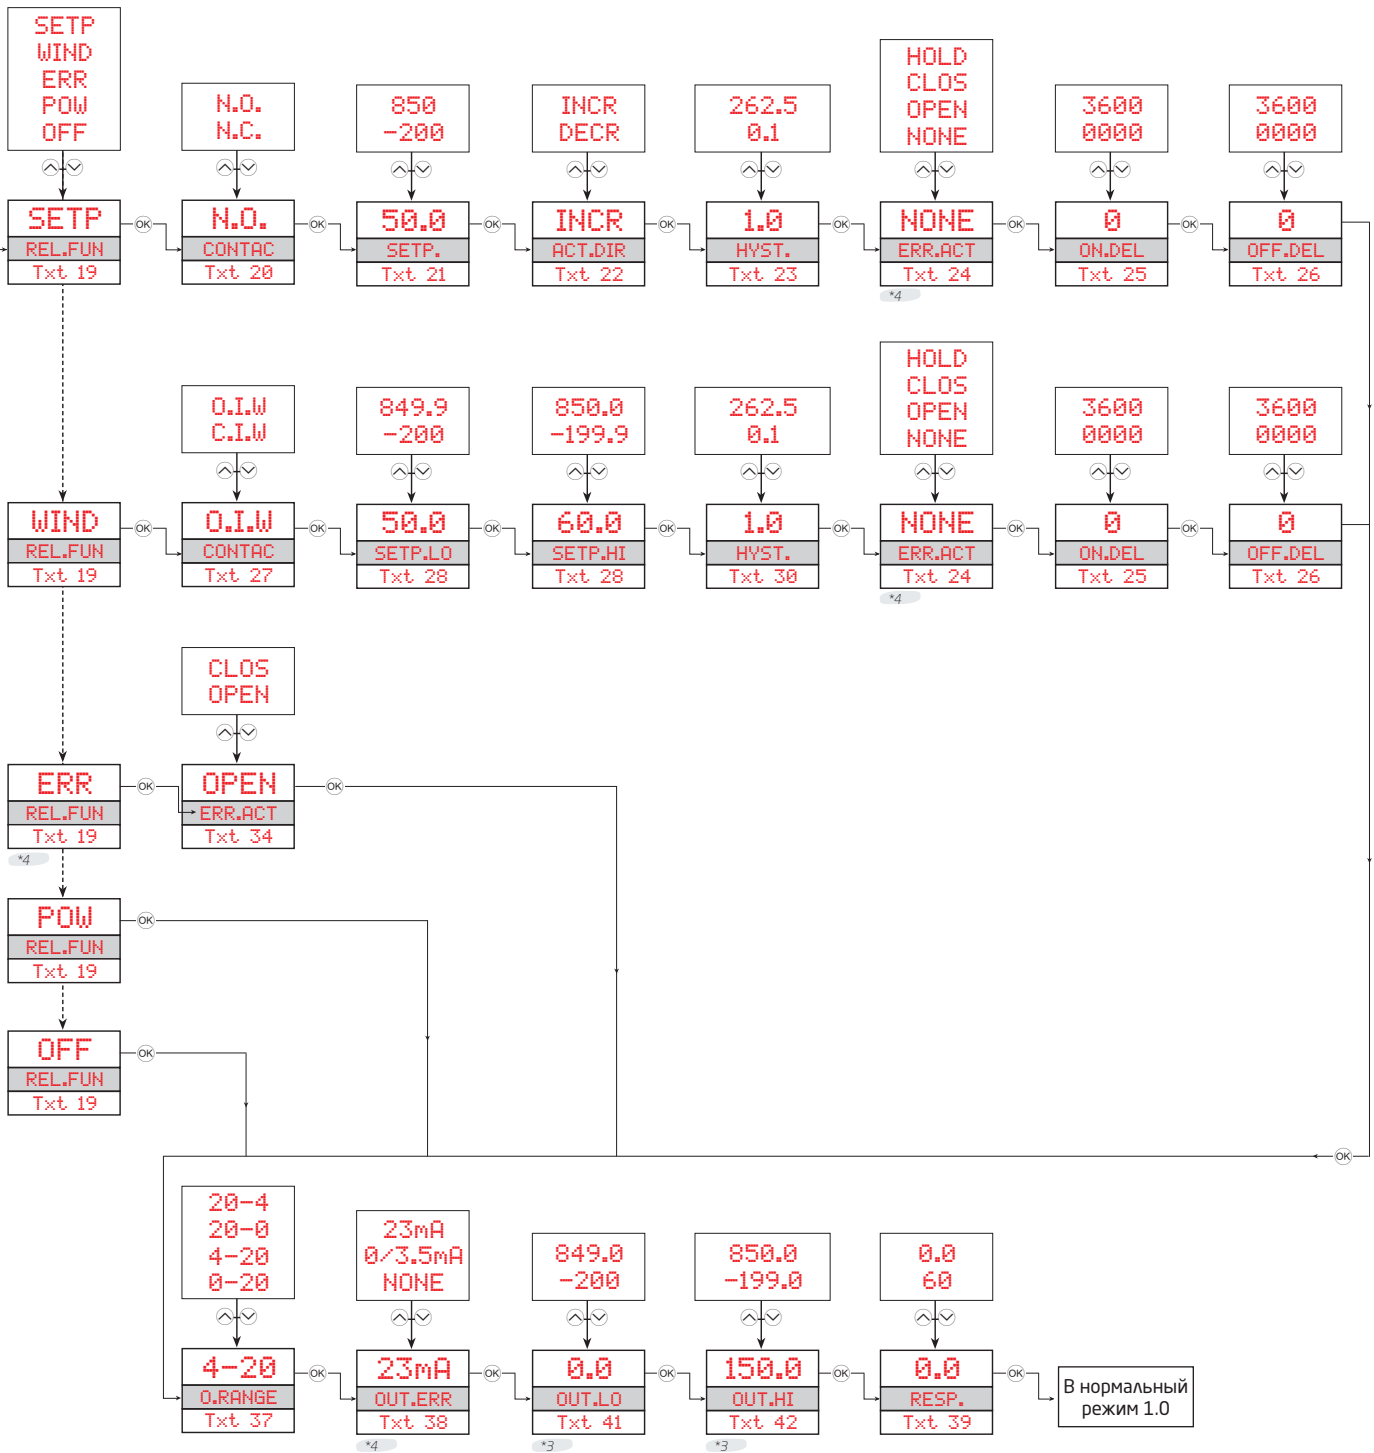 SETP
WIND
ERR
POW
OFF
N.O.
N.C.
850
-200
INCR
DECR
262.5
0.1
HOLD
CLOS
OPEN
NONE
3600
0000
3600
0000
SETP
REL.FUN
Txt 19
OK
N.O.
CONTAC
Txt 20
OK
50.0
SETP.
Txt 21
OK
INCR
ACT.DIR
Txt 22
OK
1.0
HYST.
Txt 23
OK
NONE
ERR.ACT
Txt 24
*4
OK
0
ON.DEL
Txt 25
OK
0
OFF.DEL
Txt 26
O.I.W
C.I.W
849.9
-200
850.0
-199.9
262.5
0.1
HOLD
CLOS
OPEN
NONE
3600
0000
3600
0000
WIND
REL.FUN
Txt 19
OK
O.I.W
CONTAC
Txt 27
OK
50.0
SETP.LO
Txt 28
OK
60.0
SETP.HI
Txt 28
OK
1.0
HYST.
Txt 30
OK
NONE
ERR.ACT
Txt 24
*4
OK
0
ON.DEL
Txt 25
OK
0
OFF.DEL
Txt 26
CLOS
OPEN
ERR
REL.FUN
Txt 19
*4
OK
OPEN
ERR.ACT
Txt 34
OK
POW
REL.FUN
Txt 19
OK
OFF
REL.FUN
Txt 19
OK
OK
20-4
20-0
4-20
0-20
23mA
0/3.5mA
NONE
849.0
-200
850.0
-199.0
0.0
60
4-20
O.RANGE
Txt 37
OK
23mA
OUT.ERR
Txt 38
*4
OK
0.0
OUT.LO
Txt 41
*3
OK
150.0
OUT.HI
Txt 42
*3
OK
0.0
RESP.
Txt 39
OK
В нормальный
режим 1.0